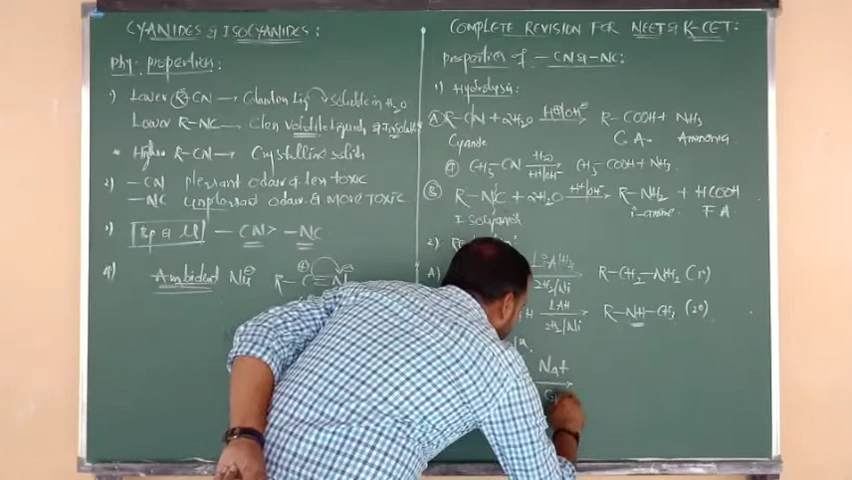 CYANIDES & ISOCYANIDES :
Phy. properties :
1) Lower R-CN → Colourless liq → soluble in H2O
Lower R-NC → volatile liquids & Insoluble
* Higher R-CN → Crystalline solids
2) -CN pleasant odour & less TOXIC
-NC unpleasant odour & MORE TOXIC
3) Bp & μ - CN > -NC
4) Ambident Nu⊖ R-C≡N
COMPLETE REVISION FOR NEET & K-CET :
properties of -CN & -NC :
1) Hydrolysis :
A R-CN + 2H2O H⊕/OH⊖ → R-COOH + NH3
Cyanide C.A. Ammonia
CH3-CN H2O H+/OH- → CH3-COOH + NH3
B R-NC + 2H2O H+/OH- → R-NH2 + HCOOH
Isocyanide 1°-amine F A
2)
A) LiAlH4 2H2/Ni → R-CH2-NH2 (1°)
LAH 2H2/Ni → R-NH-CH3 (2°)
Na+